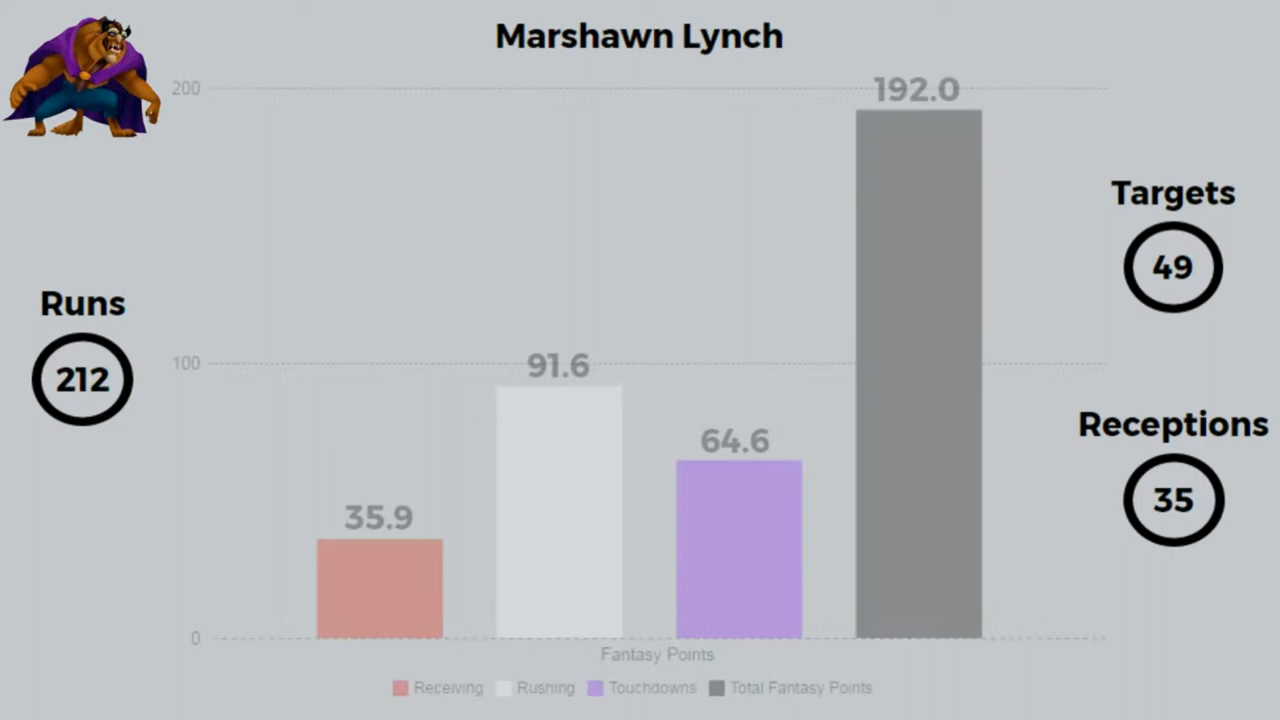 Marshawn Lynch
200
192.0
Targets
49
Runs
212
100
91.6
Receptions
35
64.6
35.9
0
Fantasy Points
Receiving Rushing Touchdowns Total Fantasy Points